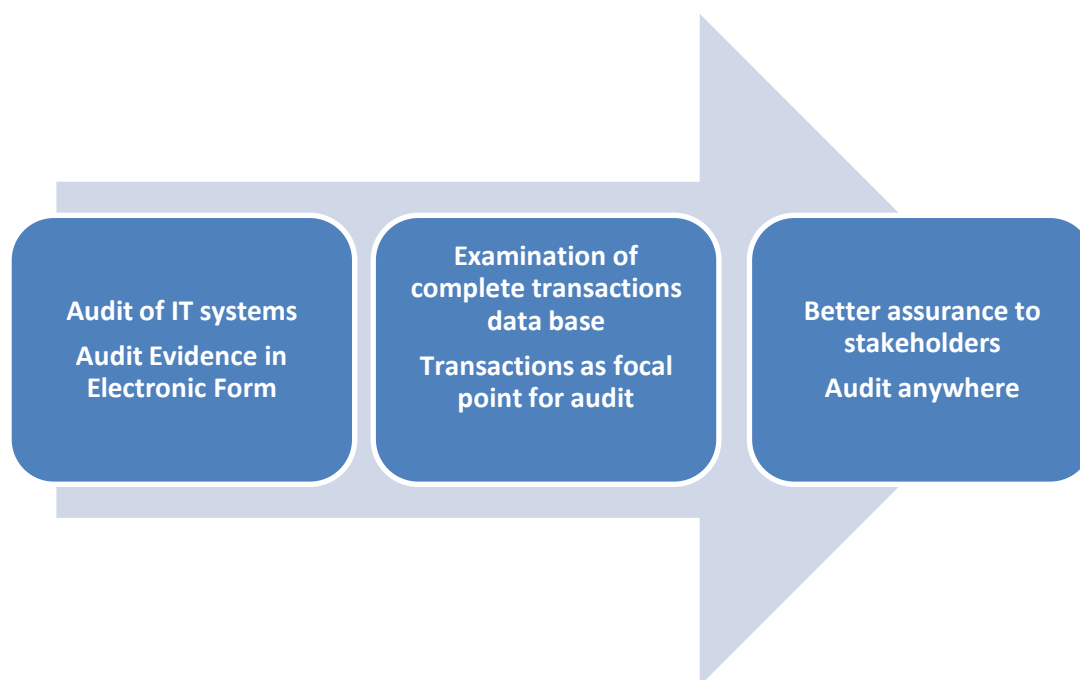 Audit of IT systems
Audit Evidence in
Electronic Form
Examination of
complete transactions
data base
Transactions as focal
point for audit
Better assurance to
stakeholders
Audit anywhere